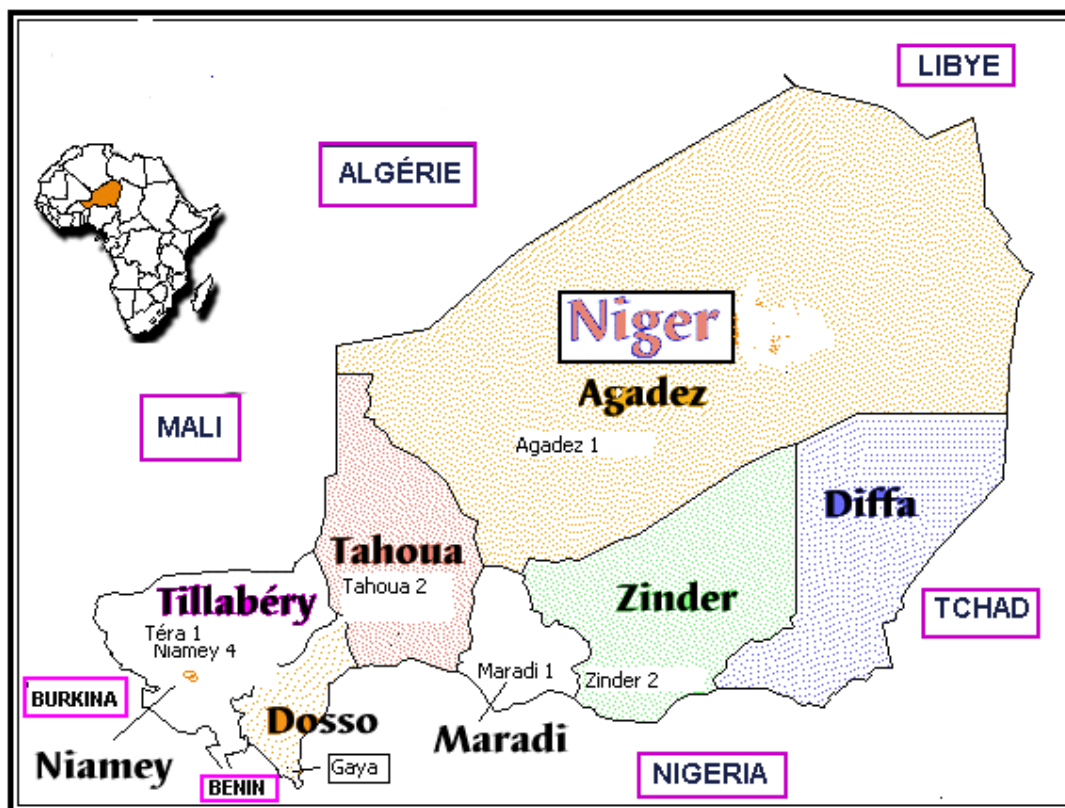 LIBYE
ALGÉRIE
Niger
Agadez
Agadez 1
MALI
Diffa
Tahoua
Tahoua 2
Zinder
Tillabéry
TCHAD
Téra 1
Niamey 4
Maradi 1
Zinder 2
BURKINA
Dosso
Maradi
Niamey
Gaya
NIGERIA
BENIN